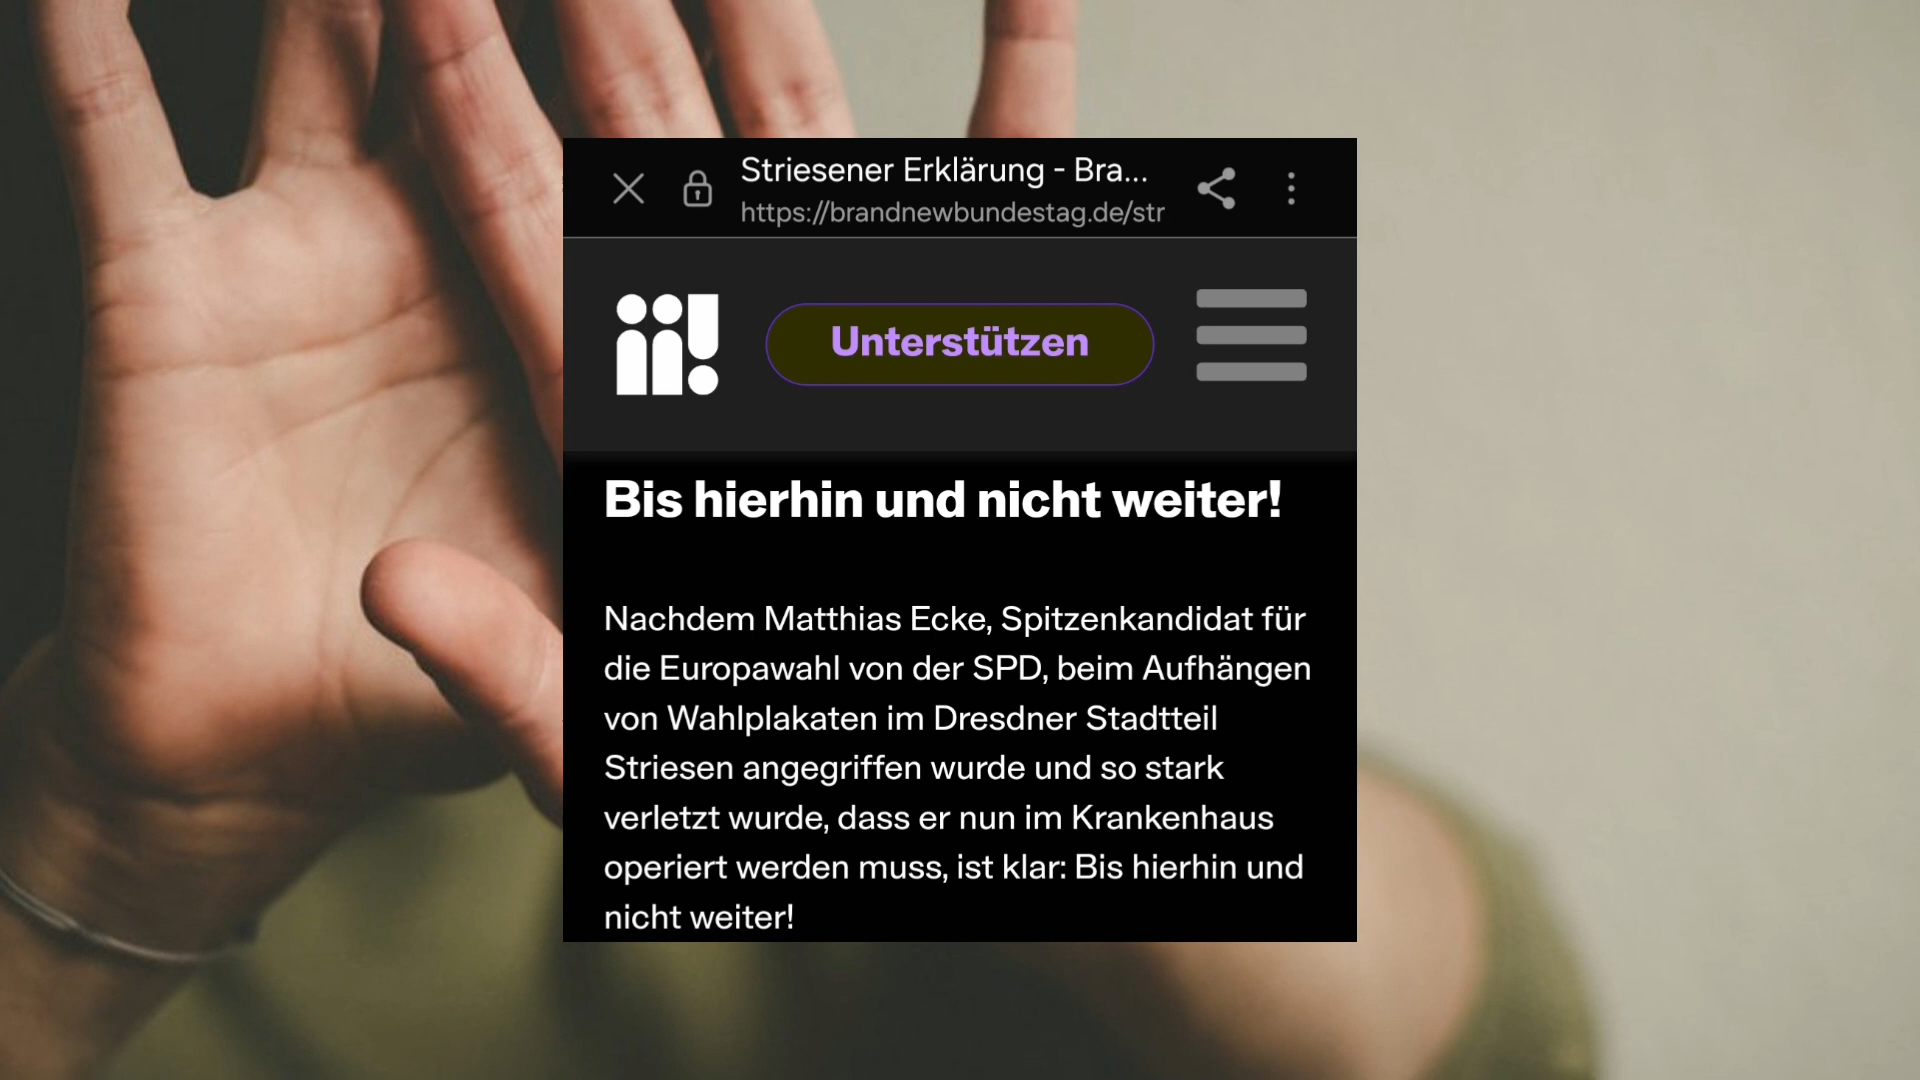 Striesener Erklärung - Bra...
https://brandnewbundestag.de/str
Unterstützen
Bis hierhin und nicht weiter!
Nachdem Matthias Ecke, Spitzenkandidat für
die Europawahl von der SPD, beim Aufhängen
von Wahlplakaten im Dresdner Stadtteil
Striesen angegriffen wurde und so stark
verletzt wurde, dass er nun im Krankenhaus
operiert werden muss, ist klar: Bis hierhin und
nicht weiter!